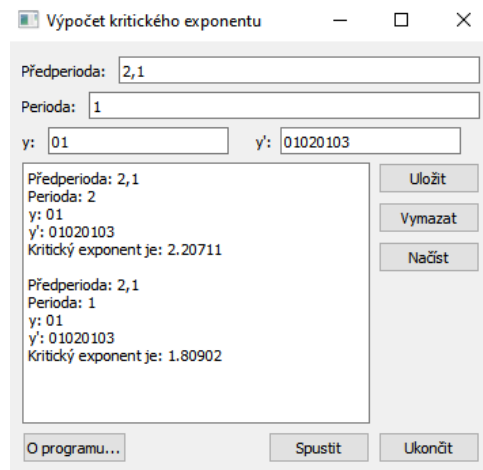 Výpočet kritického exponentu
Předperioda: 2,1
Perioda: 1
y: 01 y': 01020103
Předperioda: 2,1
Perioda: 2
y: 01
y': 01020103
Kritický exponent je: 2.20711
Předperioda: 2,1
Perioda: 1
y: 01
y': 01020103
Kritický exponent je: 1.80902
Uložit
Vymazat
Načíst
O programu... Spustit Ukončit